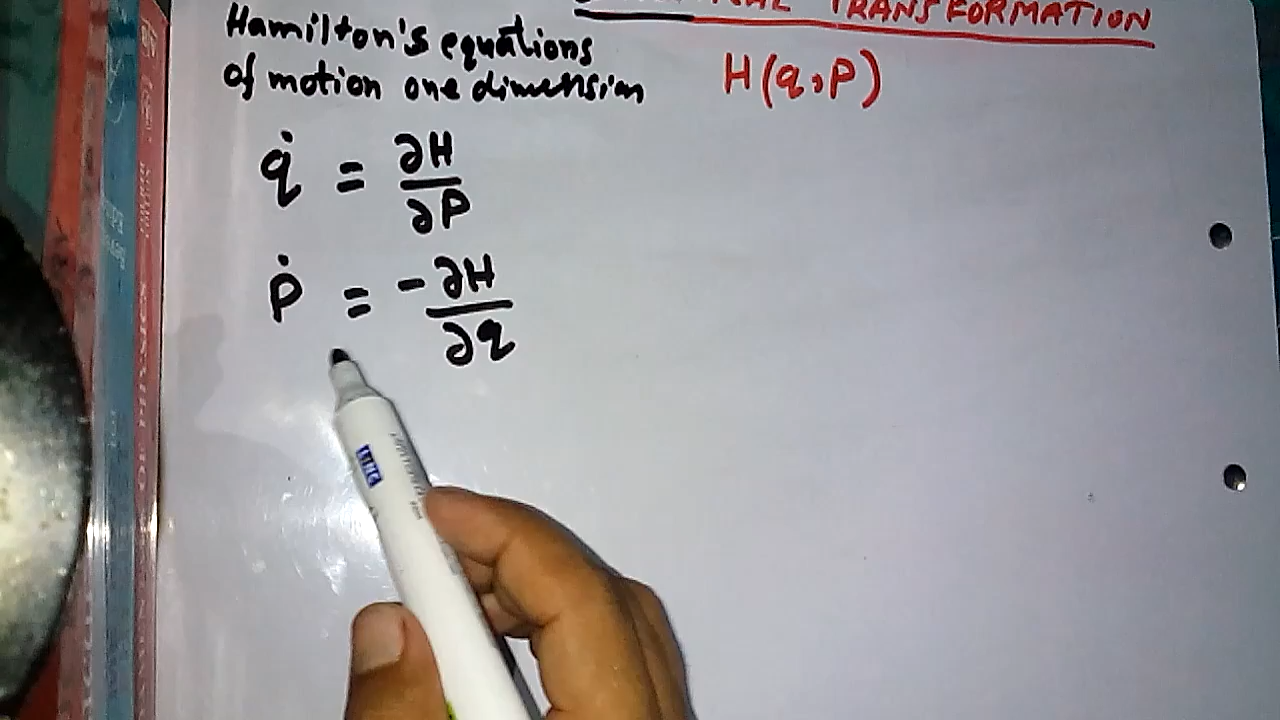 TRANSFORMATION
Hamilton's equations
of motion one dimension
H(q,P)
q̇ = ∂H/∂P
Ṗ = -∂H/∂q